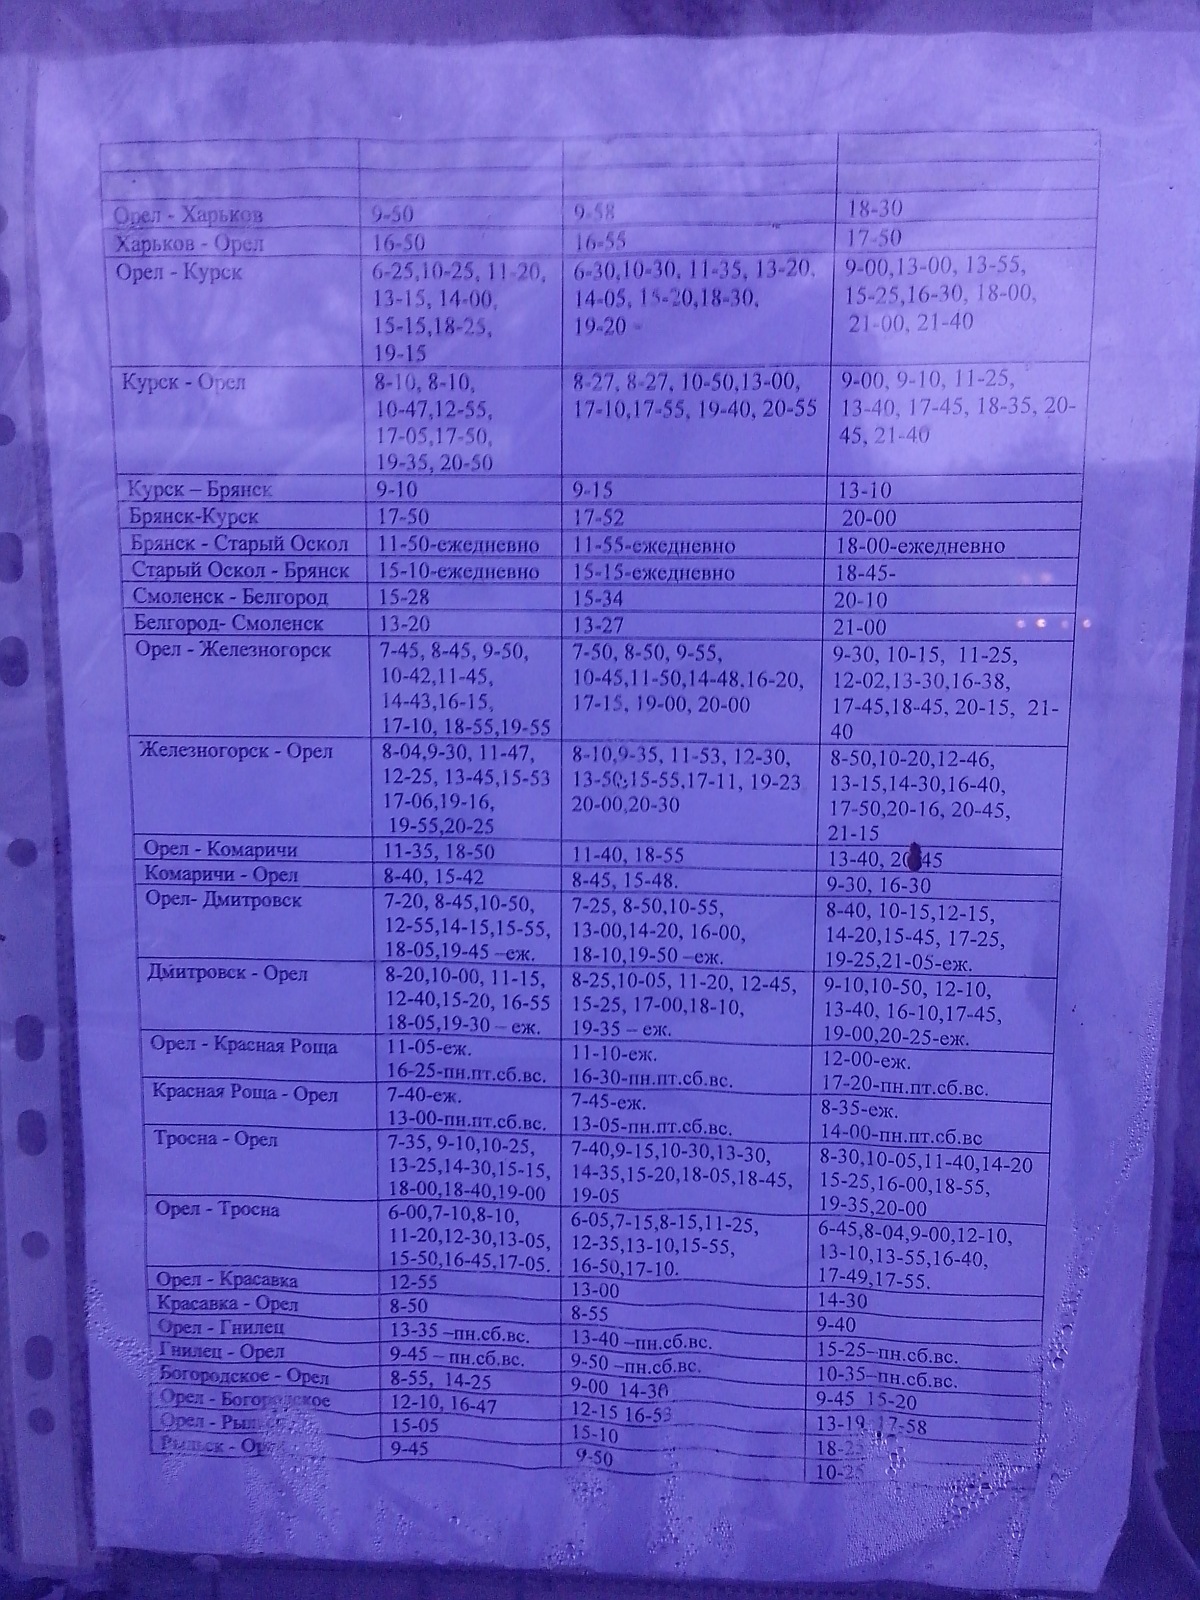 Орел - Харьков 9-50 9-58 18-30
Харьков - Орел 16-50 16-55 17-50
Орел - Курск 6-25,10-25, 11-20, 6-30,10-30, 11-35, 13-20, 9-00,13-00, 13-55,
13-15, 14-00, 14-05, 15-20,18-30, 15-25,16-30, 18-00,
15-15,18-25, 19-20 - 21-00, 21-40
19-15
Курск - Орел 8-10, 8-10, 8-27, 8-27, 10-50,13-00, 9-00, 9-10, 11-25,
10-47,12-55, 17-10,17-55, 19-40, 20-55 13-40, 17-45, 18-35, 20-
17-05,17-50, 45, 21-40
19-35, 20-50
Курск – Брянск 9-10 9-15 13-10
Брянск-Курск 17-50 17-52 20-00
Брянск - Старый Оскол 11-50-ежедневно 11-55-ежедневно 18-00-ежедневно
Старый Оскол - Брянск 15-10-ежедневно 15-15-ежедневно 18-45-
Смоленск - Белгород 15-28 15-34 20-10
Белгород- Смоленск 13-20 13-27 21-00
Орел - Железногорск 7-45, 8-45, 9-50, 7-50, 8-50, 9-55, 9-30, 10-15, 11-25,
10-42,11-45, 10-45,11-50,14-48,16-20, 12-02,13-30,16-38,
14-43,16-15, 17-15, 19-00, 20-00 17-45,18-45, 20-15, 21-
17-10, 18-55,19-55 40
Железногорск - Орел 8-04,9-30, 11-47, 8-10,9-35, 11-53, 12-30, 8-50,10-20,12-46,
12-25, 13-45,15-53 13-50;15-55,17-11, 19-23 13-15,14-30,16-40,
17-06,19-16, 20-00,20-30 17-50,20-16, 20-45,
19-55,20-25 21-15
Орел - Комаричи 11-35, 18-50 11-40, 18-55 13-40, 20-45
Комаричи - Орел 8-40, 15-42 8-45, 15-48. 9-30, 16-30
Орел- Дмитровск 7-20, 8-45,10-50, 7-25, 8-50,10-55, 8-40, 10-15,12-15,
12-55,14-15,15-55, 13-00,14-20, 16-00, 14-20,15-45, 17-25,
18-05,19-45 –еж. 18-10,19-50 –еж. 19-25,21-05-еж.
Дмитровск - Орел 8-20,10-00, 11-15, 8-25,10-05, 11-20, 12-45, 9-10,10-50, 12-10,
12-40,15-20, 16-55 15-25, 17-00,18-10, 13-40, 16-10,17-45,
18-05,19-30 – еж. 19-35 – еж. 19-00,20-25-еж.
Орел - Красная Роща 11-05-еж. 11-10-еж. 12-00-еж.
16-25-пн.пт.сб.вс. 16-30-пн.пт.сб.вс. 17-20-пн.пт.сб.вс.
Красная Роща - Орел 7-40-еж. 7-45-еж. 8-35-еж.
13-00-пн.пт.сб.вс. 13-05-пн.пт.сб.вс. 14-00-пн.пт.сб.вс
Тросна - Орел 7-35, 9-10,10-25, 7-40,9-15,10-30,13-30, 8-30,10-05,11-40,14-20
13-25,14-30,15-15, 14-35,15-20,18-05,18-45, 15-25,16-00,18-55,
18-00,18-40,19-00 19-05 19-35,20-00
Орел - Тросна 6-00,7-10,8-10, 6-05,7-15,8-15,11-25, 6-45,8-04,9-00,12-10,
11-20,12-30,13-05, 12-35,13-10,15-55, 13-10,13-55,16-40,
15-50,16-45,17-05. 16-50,17-10. 17-49,17-55.
Орел - Красавка 12-55 13-00 14-30
Красавка - Орел 8-50 8-55 9-40
Орел - Гнилец 13-35 –пн.сб.вс. 13-40 –пн.сб.вс. 15-25–пн.сб.вс.
Гнилец - Орел 9-45 – пн.сб.вс. 9-50 –пн.сб.вс. 10-35–пн.сб.вс.
Богородское - Орел 8-55, 14-25 9-00 14-30 9-45 15-20
Орел - Богородское 12-10, 16-47 12-15 16-53 13-19, 17-58
Орел - 15-05 15-10
Рыльск - 9-45 9-50